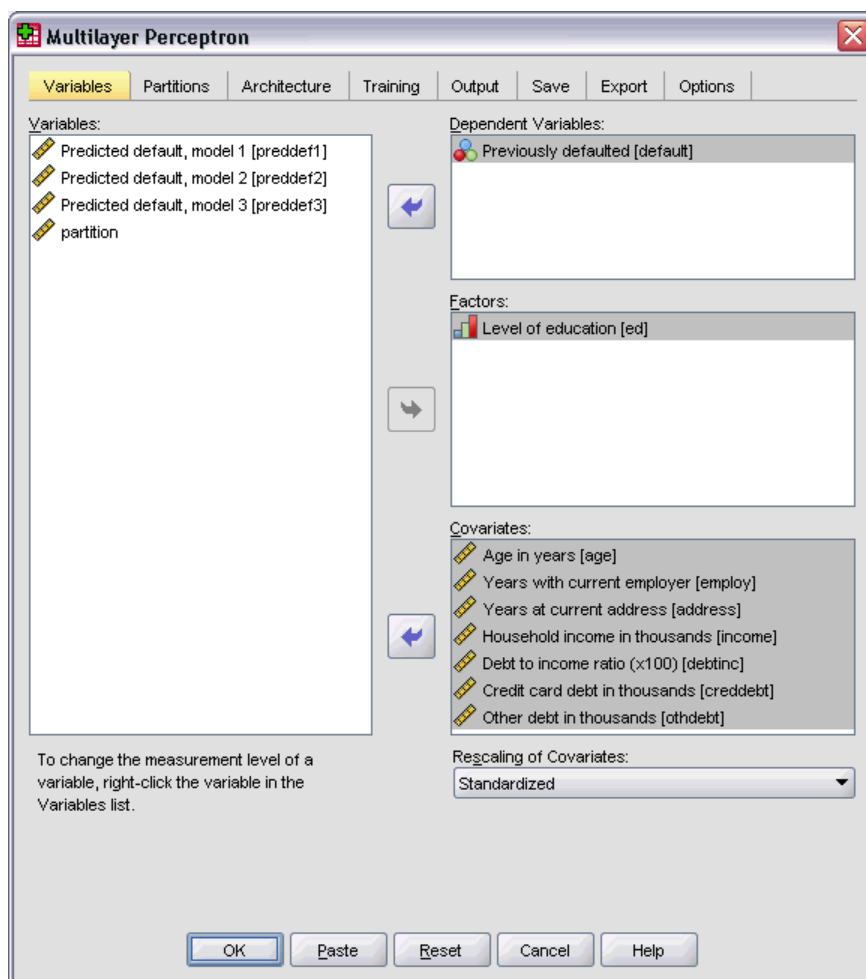 Multilayer Perceptron
Variables Partitions Architecture Training Output Save Export Options
Variables:
Predicted default, model 1 [preddef1]
Predicted default, model 2 [preddef2]
Predicted default, model 3 [preddef3]
partition
Dependent Variables:
Previously defaulted [default]
Factors:
Level of education [ed]
Covariates:
Age in years [age]
Years with current employer [employ]
Years at current address [address]
Household income in thousands [income]
Debt to income ratio (x100) [debtinc]
Credit card debt in thousands [creddebt]
Other debt in thousands [othdebt]
To change the measurement level of a
variable, right-click the variable in the
Variables list.
Rescaling of Covariates:
Standardized
OK Paste Reset Cancel Help